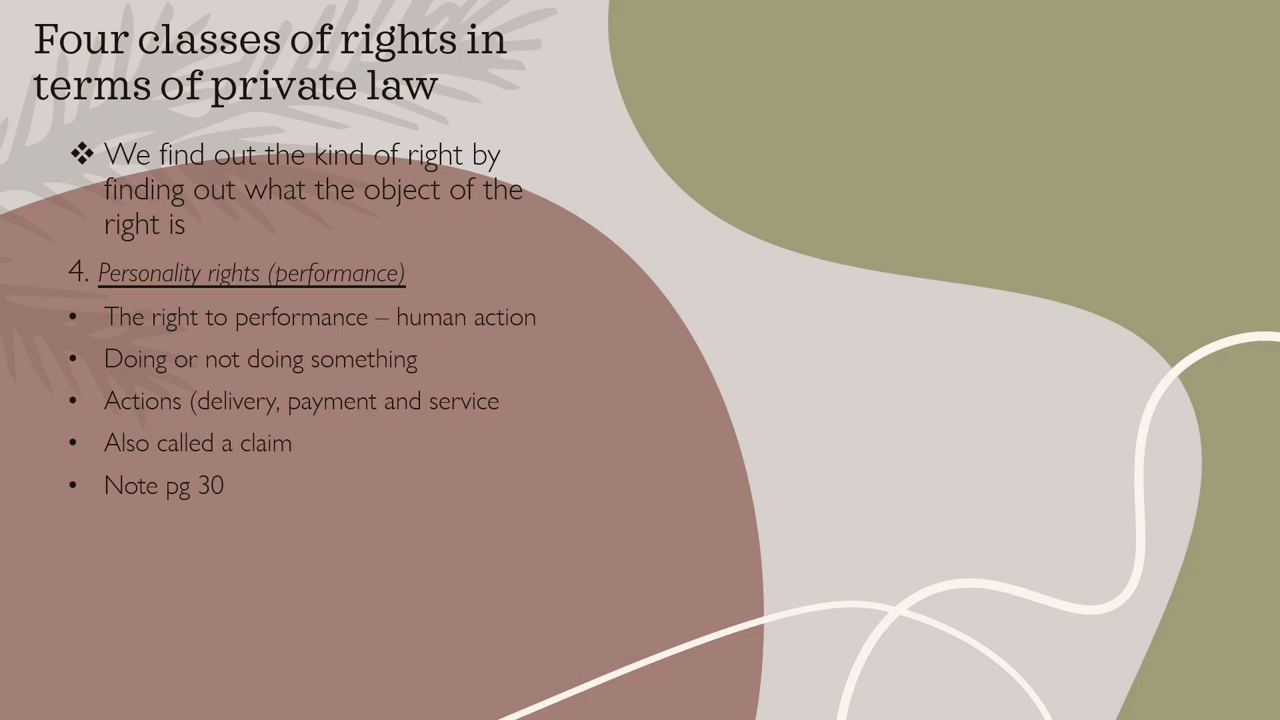 Four classes of rights in
terms of private law
❖ We find out the kind of right by
finding out what the object of the
right is
4. Personality rights (performance)
• The right to performance – human action
• Doing or not doing something
• Actions (delivery, payment and service
• Also called a claim
• Note pg 30